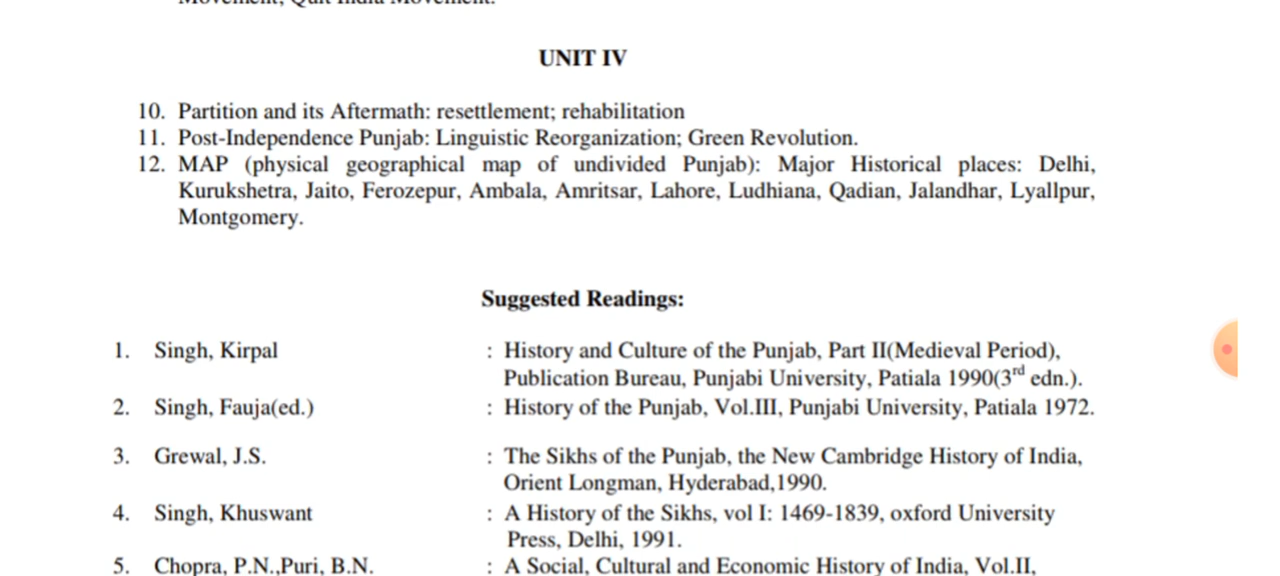 Movement, Quit India Movement.
UNIT IV
10. Partition and its Aftermath: resettlement; rehabilitation
11. Post-Independence Punjab: Linguistic Reorganization; Green Revolution.
12. MAP (physical geographical map of undivided Punjab): Major Historical places: Delhi,
Kurukshetra, Jaito, Ferozepur, Ambala, Amritsar, Lahore, Ludhiana, Qadian, Jalandhar, Lyallpur,
Montgomery.
Suggested Readings:
1. Singh, Kirpal : History and Culture of the Punjab, Part II(Medieval Period),
Publication Bureau, Punjabi University, Patiala 1990(3rd edn.).
2. Singh, Fauja(ed.) : History of the Punjab, Vol.III, Punjabi University, Patiala 1972.
3. Grewal, J.S. : The Sikhs of the Punjab, the New Cambridge History of India,
Orient Longman, Hyderabad,1990.
4. Singh, Khuswant : A History of the Sikhs, vol I: 1469-1839, oxford University
Press, Delhi, 1991.
5. Chopra, P.N.,Puri, B.N. : A Social, Cultural and Economic History of India, Vol.II,